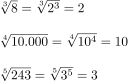 ∛8 = ∛2³ = 2
∜10.000 = ∜10⁴ = 10
⁵√243 = ⁵√3⁵ = 3